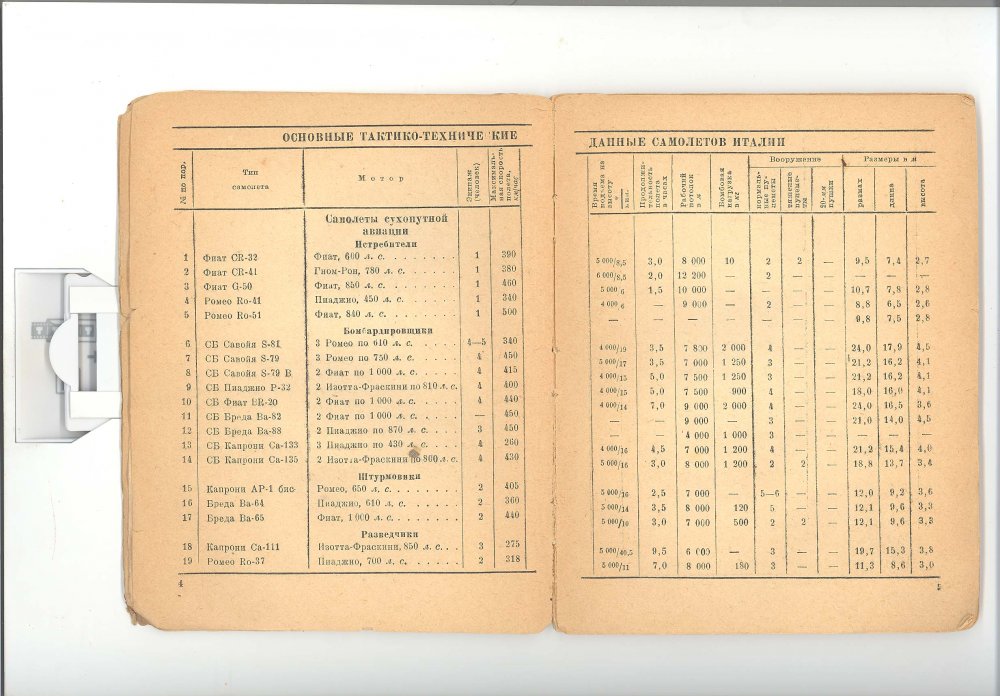 ОСНОВНЫЕ ТАКТИКО-ТЕХНИЧЕ КИЕ
№ по пор.
Тип самолета
Мотор
Экипаж (человек)
Максимальная скорость полета, км/час
Самолеты сухопутной
авиации
Истребители
1 Фиат CR-32 Фиат, 600 л. с. 1 390
2 Фиат CR-41 Гном-Рон, 780 л. с. 1 380
3 Фиат G-50 Фиат, 850 л. с. 1 460
4 Ромео Ro-41 Пиаджио, 450 л. с. 1 340
5 Ромео Ro-51 Фиат, 840 л. с. 1 500
Бомбардировщики
6 СБ Савойя S-81 3 Ромео по 610 л. с. 4—5 340
7 СБ Савойя S-79 3 Ромео по 750 л. с. 4 450
8 СБ Савойя S-79 В 2 Фиат по 1 000 л. с. 4 415
9 СБ Пиаджио Р-32 2 Изотта-Фраскини по 810 л. с. 4 400
10 СБ Фиат BR-20 2 Фиат по 1 000 л. с. 4 440
11 СБ Бреда Ba-82 2 Фиат по 1 000 л. с. — 450
12 СБ Бреда Ba-88 2 Пиаджио по 870 л. с. 3 450
13 СБ Капрони Ca-133 3 Пиаджио по 430 л. с. 4 260
14 СБ Капрони Ca-135 2 Изотта-Фраскини по 800 л. с. 4 430
Штурмовики
15 Капрони АР-1 бис Ромео, 650 л. с. 2 405
16 Бреда Ba-64 Пиаджио, 610 л. с. 2 360
17 Бреда Ba-65 Фиат, 1 000 л. с. 2 440
Разведчики
18 Капрони Ca-111 Изотта-Фраскини, 850 л. с. 3 275
19 Ромео Ro-37 Пиаджио, 700 л. с. 2 318
4
ДАННЫЕ САМОЛЕТОВ ИТАЛИИ
Время подъема на высоту
Продолжительность полета в часах
Рабочий потолок в м
Бомбовая нагрузка в кг
Вооружение
нормальные пулеметы
тяжелые пулеметы
20-мм пушки
Размеры в м
размах
длина
высота
5 000/8,5 3,0 8 000 10 2 2 — 9,5 7,4 2,7
6 000/8,5 2,0 12 200 — 2 — — — —
5 000/6 1,5 10 000 — 10,7 7,8 2,8
4 000/6 — 9 000 — 2 — — 8,8 6,5 2,6
— — — — — — — 9,8 7,5 2,8
4 000/19 3,5 7 800 2 000 4 — — 24,0 17,9 4,5
5 000/17 3,5 7 000 1 250 3 — — 21,2 16,2 4,1
4 000/15 5,0 7 500 1 250 3 — — 21,2 16,2 4,1
4 000/15 5,0 7 500 900 4 — — 18,0 16,0 4,1
4 000/14 7,0 9 000 2 000 4 — — 24,0 16,5 3,6
— — 9 000 — 3 — — 21,0 14,0 4,5
— — 4 000 1 000 3 — — — — —
4 000/16 4,5 7 000 1 200 4 — — 21,2 15,4 4,0
5 000/16 3,0 8 000 1 200 2 2 — 18,8 13,7 3,4
5 000/16 2,5 7 000 — 5—6 — — 12,0 9,2 3,6
5 000/14 3,5 8 000 120 5 — — 12,1 9,6 3,3
5 000/10 3,0 7 000 500 2 2 — 12,1 9,6 3,3
5 000/40,5 9,5 6 000 — 3 — — 19,7 15,3 3,8
5 000/11 7,0 8 000 180 3 — — 11,3 8,6 3,0